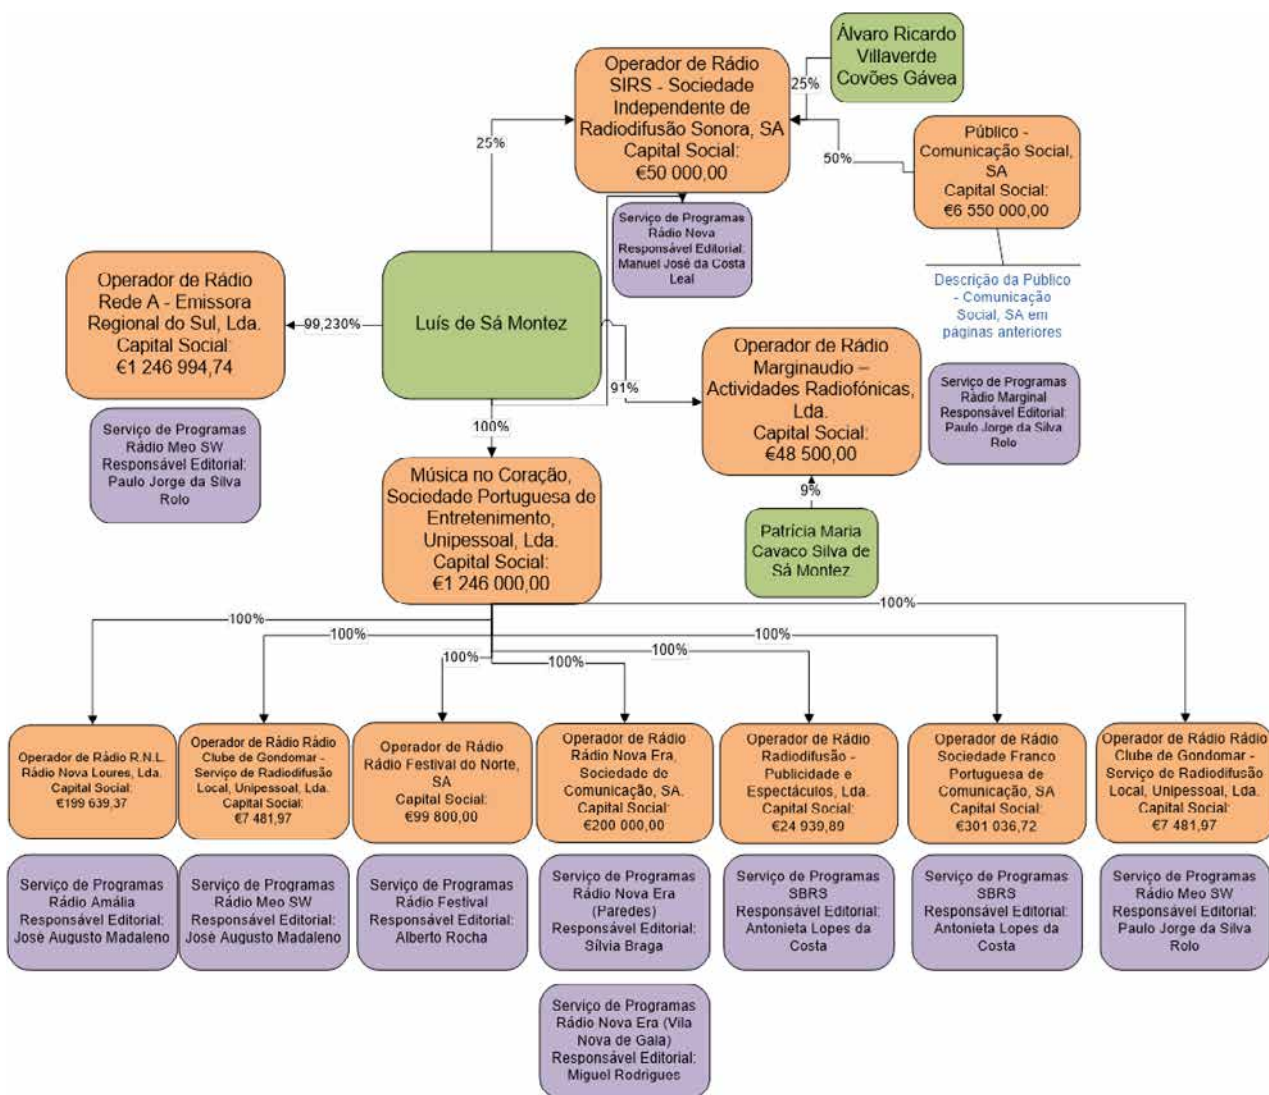 Álvaro Ricardo
Villaverde
Covões Gávea
Operador de Rádio
SIRS - Sociedade
Independente de
Radiodifusão Sonora, SA
Capital Social:
€50 000,00
25%
25%
50%
Público -
Comunicação Social,
SA
Capital Social:
€6 550 000,00
Serviço de Programas
Rádio Nova
Responsável Editorial:
Manuel José da Costa
Leal
Descrição da Público
- Comunicação
Social, SA em
páginas anteriores
Operador de Rádio
Rede A - Emissora
Regional do Sul, Lda.
Capital Social:
€1 246 994,74
99,230%
Luís de Sá Montez
91%
100%
Operador de Rádio
Marginaudio –
Actividades Radiofónicas,
Lda.
Capital Social:
€48 500,00
Serviço de Programas
Rádio Marginal
Responsável Editorial:
Paulo Jorge da Silva
Rolo
Serviço de Programas
Rádio Meo SW
Responsável Editorial:
Paulo Jorge da Silva
Rolo
Música no Coração,
Sociedade Portuguesa de
Entretenimento,
Unipessoal, Lda.
Capital Social:
€1 246 000,00
9%
Patrícia Maria
Cavaco Silva de
Sá Montez
100%
100%
100%
100%
100%
100%
100%
Operador de Rádio R.N.L.
Rádio Nova Loures, Lda.
Capital Social:
€199 639,37
Operador de Rádio Rádio
Clube de Gondomar -
Serviço de Radiodifusão
Local, Unipessoal, Lda.
Capital Social:
€7 481,97
Operador de Rádio
Rádio Festival do Norte,
SA
Capital Social:
€99 800,00
Operador de Rádio
Rádio Nova Era,
Sociedade de
Comunicação, SA.
Capital Social:
€200 000,00
Operador de Rádio
Radiodifusão -
Publicidade e
Espectáculos, Lda.
Capital Social:
€24 939,89
Operador de Rádio
Sociedade Franco
Portuguesa de
Comunicação, SA
Capital Social:
€301 036,72
Operador de Rádio Rádio
Clube de Gondomar -
Serviço de Radiodifusão
Local, Unipessoal, Lda.
Capital Social:
€7 481,97
Serviço de Programas
Rádio Amália
Responsável Editorial:
José Augusto Madaleno
Serviço de Programas
Rádio Meo SW
Responsável Editorial:
José Augusto Madaleno
Serviço de Programas
Rádio Festival
Responsável Editorial:
Alberto Rocha
Serviço de Programas
Rádio Nova Era
(Paredes)
Responsável Editorial:
Sílvia Braga
Serviço de Programas
SBRS
Responsável Editorial:
Antonieta Lopes da
Costa
Serviço de Programas
SBRS
Responsável Editorial:
Antonieta Lopes da
Costa
Serviço de Programas
Rádio Meo SW
Responsável Editorial:
Paulo Jorge da Silva
Rolo
Serviço de Programas
Rádio Nova Era (Vila
Nova de Gaia)
Responsável Editorial:
Miguel Rodrigues